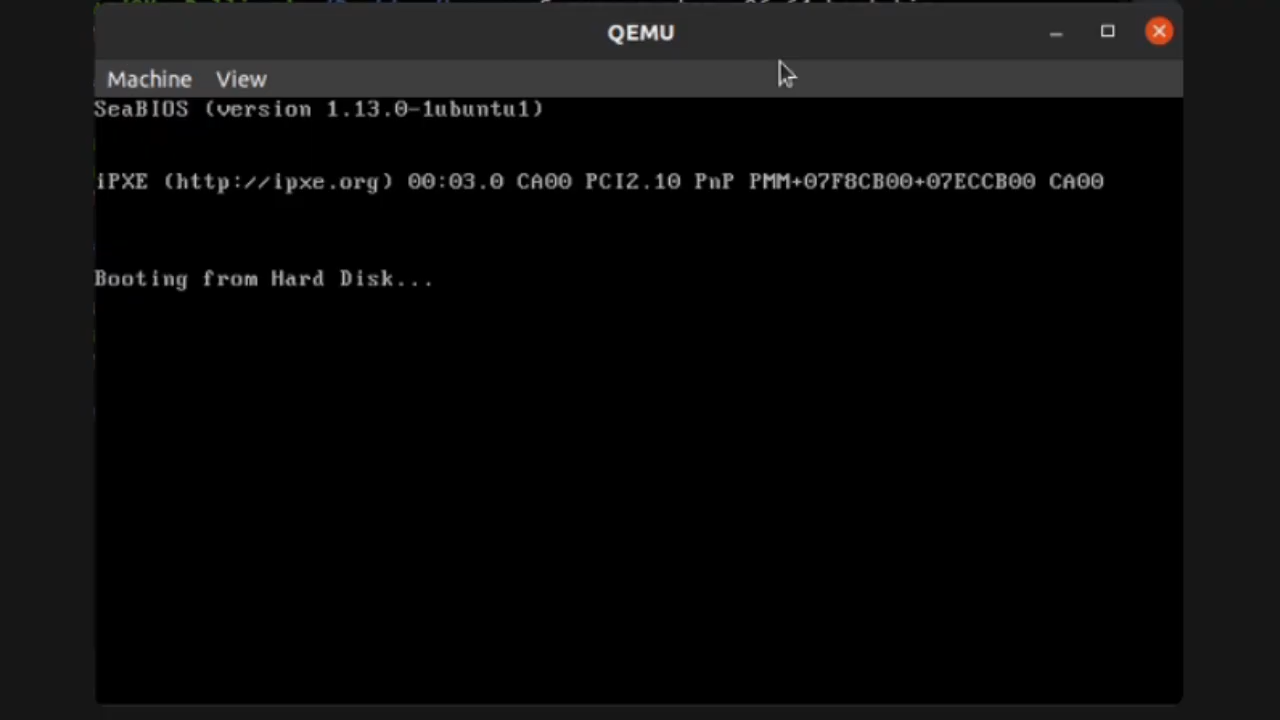 QEMU
Machine View
SeaBIOS (version 1.13.0-1ubuntu1)
iPXE (http://ipxe.org) 00:03.0 CA00 PCI2.10 PnP PMM+07F8CB00+07ECCB00 CA00
Booting from Hard Disk...